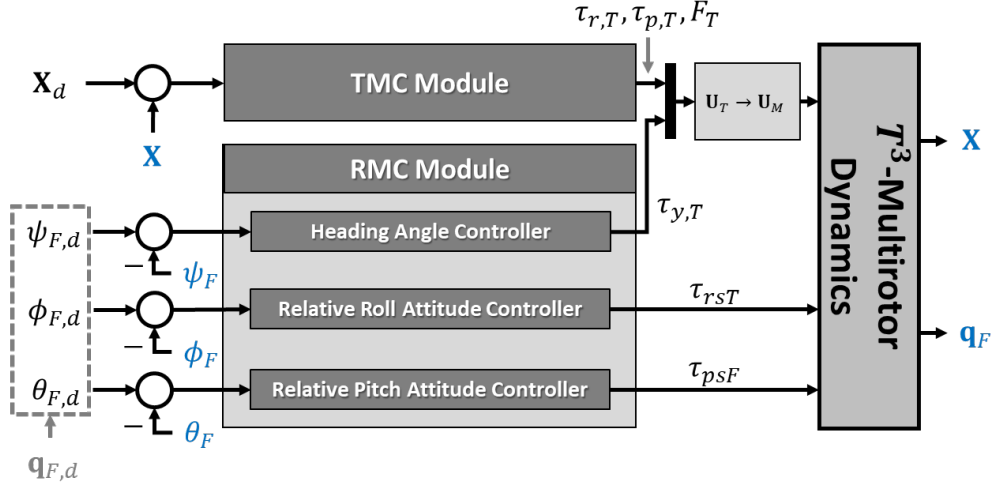 τ_{r,T}, τ_{p,T}, F_T
X_d
TMC Module
U_T → U_M
X
RMC Module
T³-Multirotor
Dynamics
X
τ_{y,T}
ψ_{F,d}
Heading Angle Controller
− ψ_F
ϕ_{F,d}
Relative Roll Attitude Controller
τ_{rsT}
− ϕ_F
q_F
θ_{F,d}
Relative Pitch Attitude Controller
τ_{psF}
− θ_F
q_{F,d}